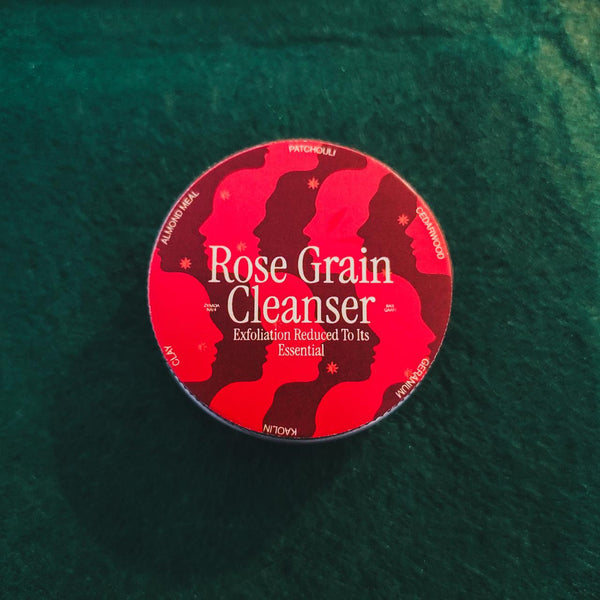 PATCHOULI
ALMOND MEAL
CEDARWOOD
Rose Grain
Cleanser
Exfoliation Reduced To Its
Essential
CLAY
GERANIUM
KAOLIN